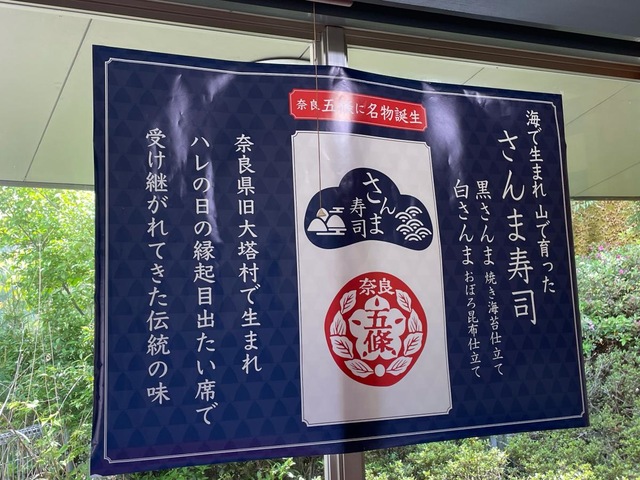 奈良五條に名物誕生
海で生まれ山で育った
さんま寿司
黒さんま 焼き海苔仕立て
白さんま おぼろ昆布仕立て
さんま
寿司
奈良
五條
奈良県旧大塔村で生まれ
ハレの日の縁起目出たい席で
受け継がれてきた伝統の味